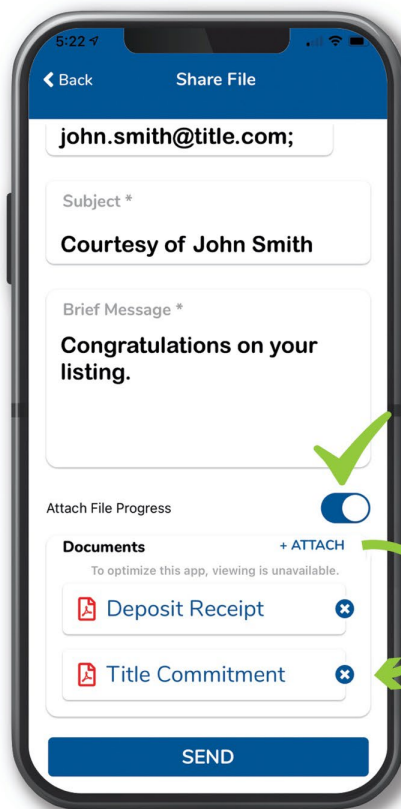 5:22
Back Share File
john.smith@title.com;
Subject *
Courtesy of John Smith
Brief Message *
Congratulations on your
listing.
Attach File Progress
Documents + ATTACH
To optimize this app, viewing is unavailable.
Deposit Receipt
Title Commitment
SEND